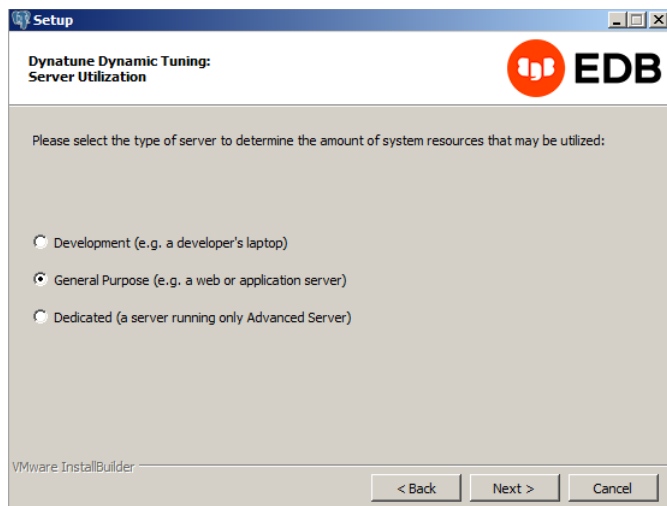 Setup
Dynatune Dynamic Tuning:
Server Utilization
EDB
Please select the type of server to determine the amount of system resources that may be utilized:
Development (e.g. a developer's laptop)
General Purpose (e.g. a web or application server)
Dedicated (a server running only Advanced Server)
VMware InstallBuilder
< Back
Next >
Cancel